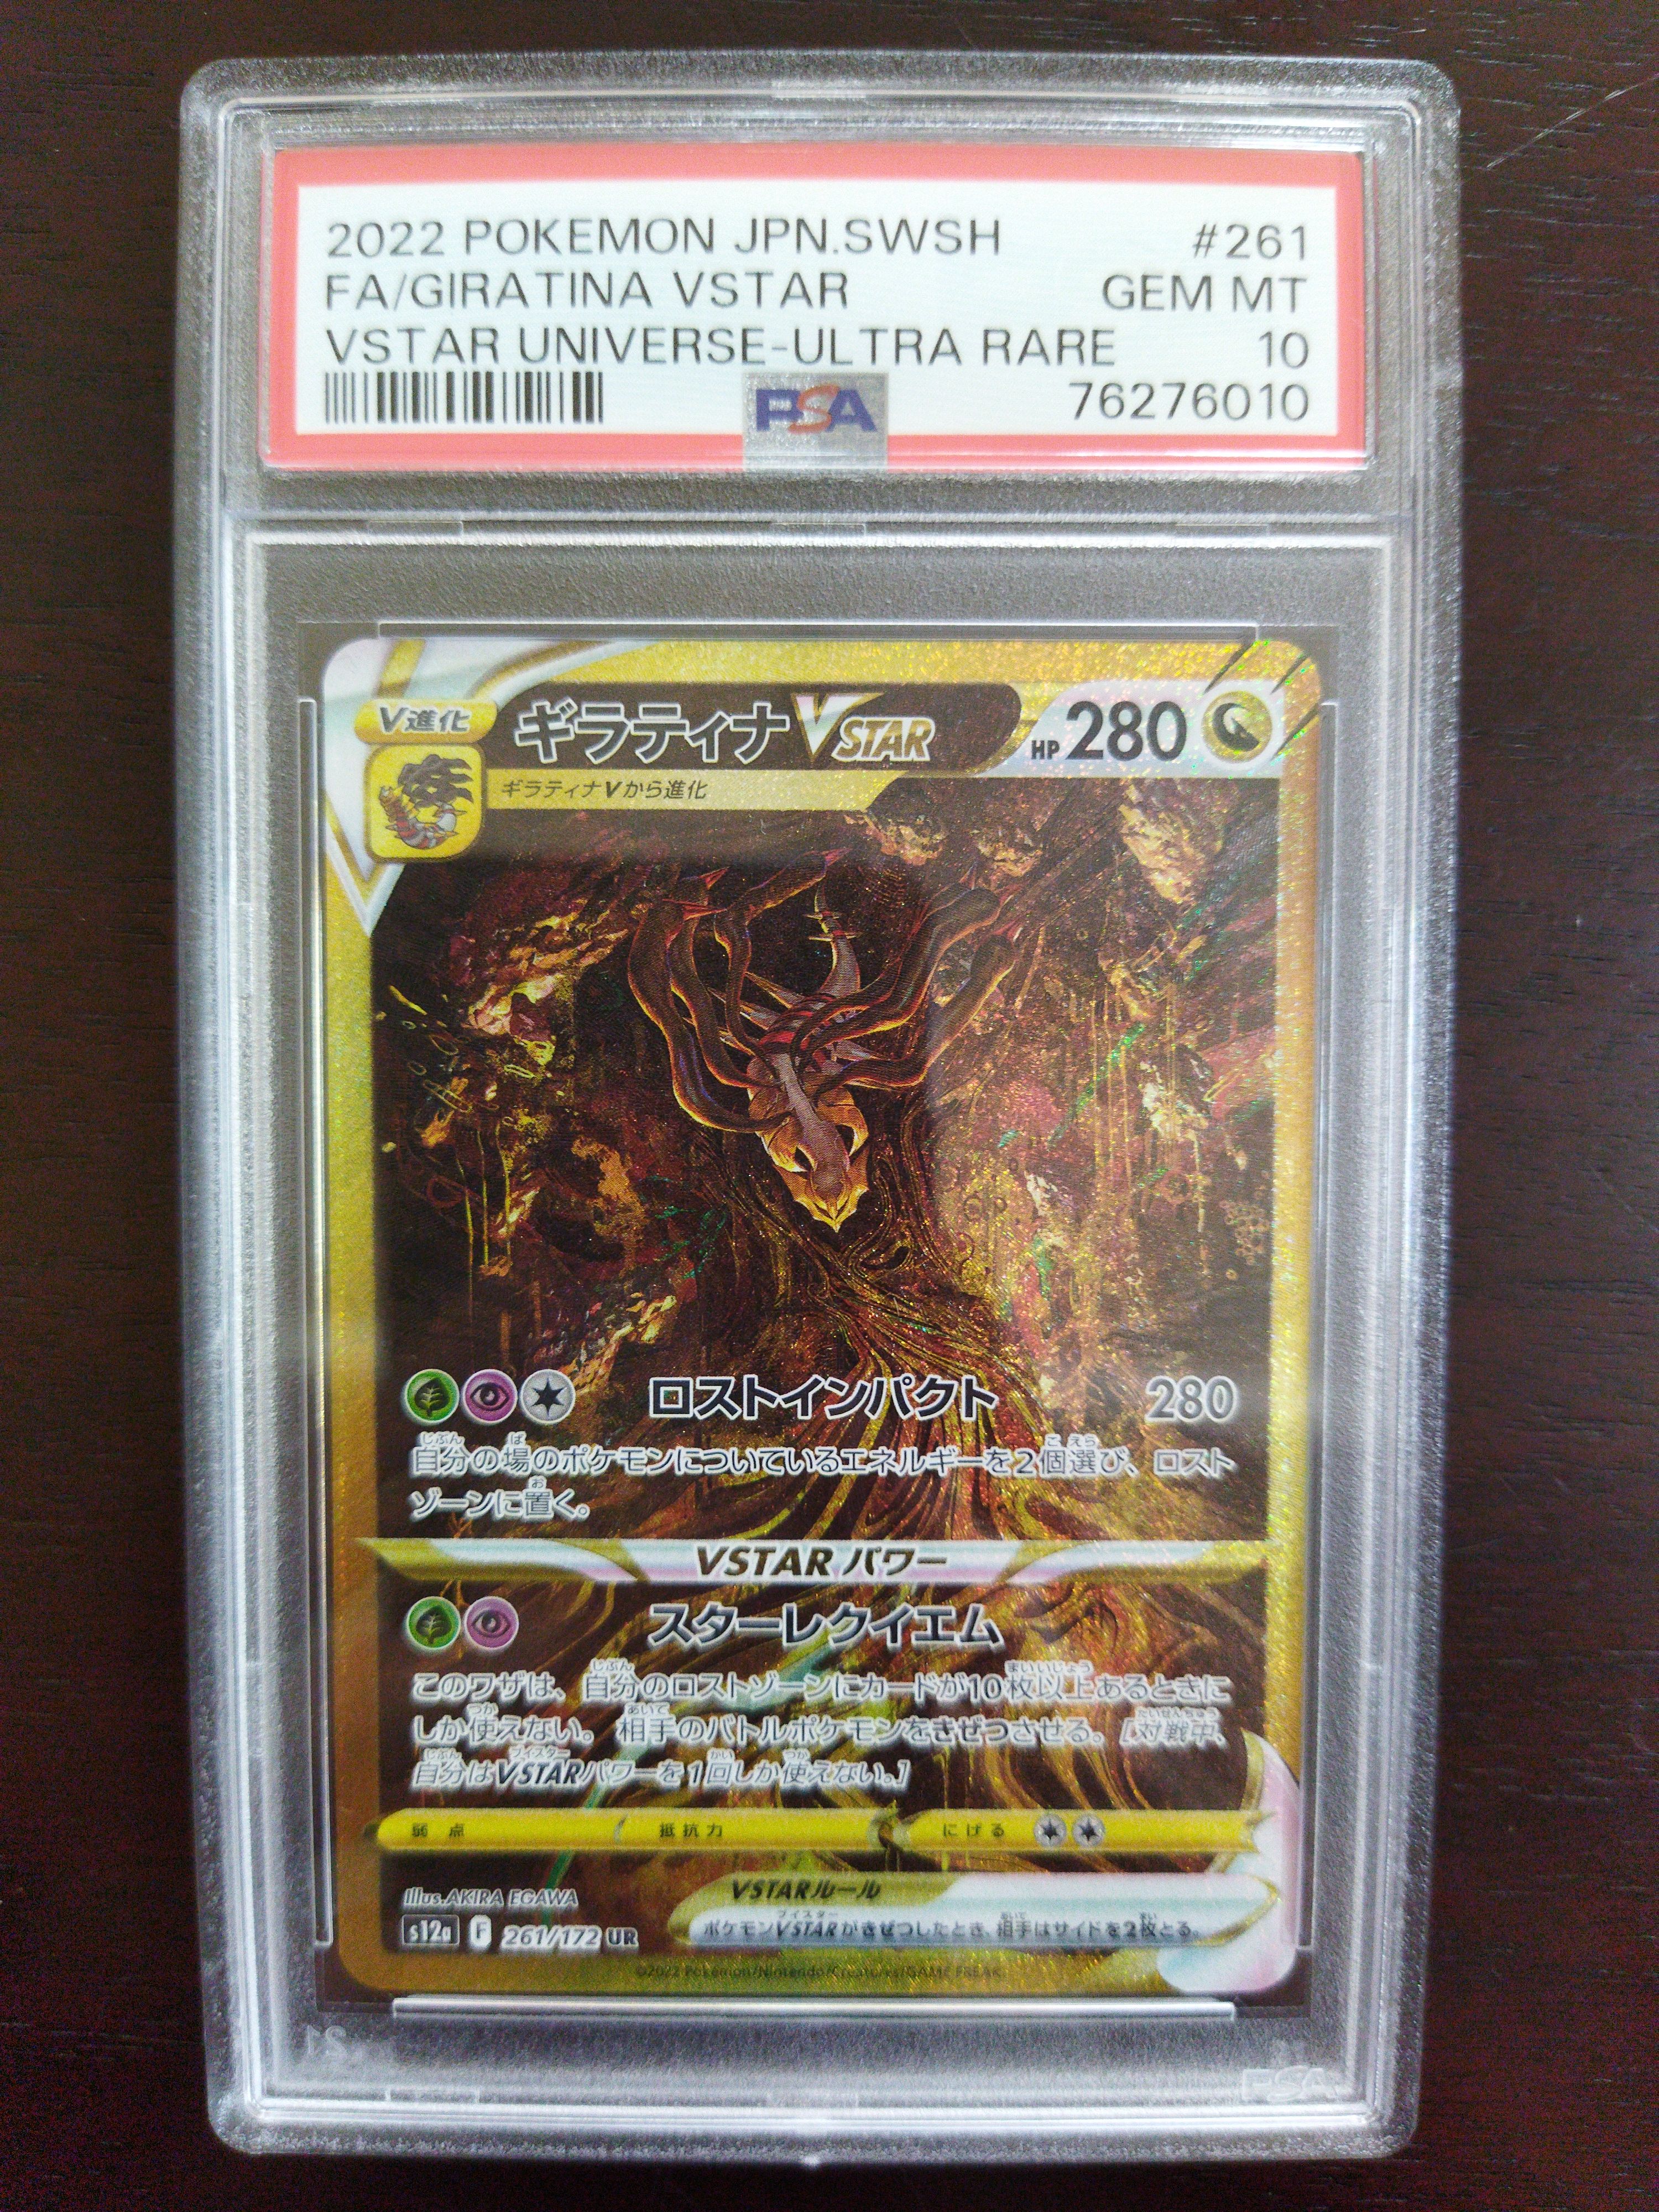 2022 POKEMON JPN.SWSH #261
FA/GIRATINA VSTAR GEM MT
VSTAR UNIVERSE-ULTRA RARE 10
PSA 76276010
V進化 ギラティナVSTAR HP 280
ギラティナVから進化
ロストインパクト 280
自分の場のポケモンについているエネルギーを2個選び、ロスト
ゾーンに置く。
VSTARパワー
スターレクイエム
このワザは、自分のロストゾーンにカードが10枚以上あるときに
しか使えない。相手のバトルポケモンをきぜつさせる。[対戦中、
自分はVSTARパワーを1回しか使えない。]
弱点 抵抗力 にげる
Illus.AKIRA EGAWA
VSTARルール
s12a F 261/172 UR
ポケモンVSTARがきぜつしたとき、相手はサイドを2枚とる。
©2022 Pokémon/Nintendo/Creatures/GAME FREAK
PSA